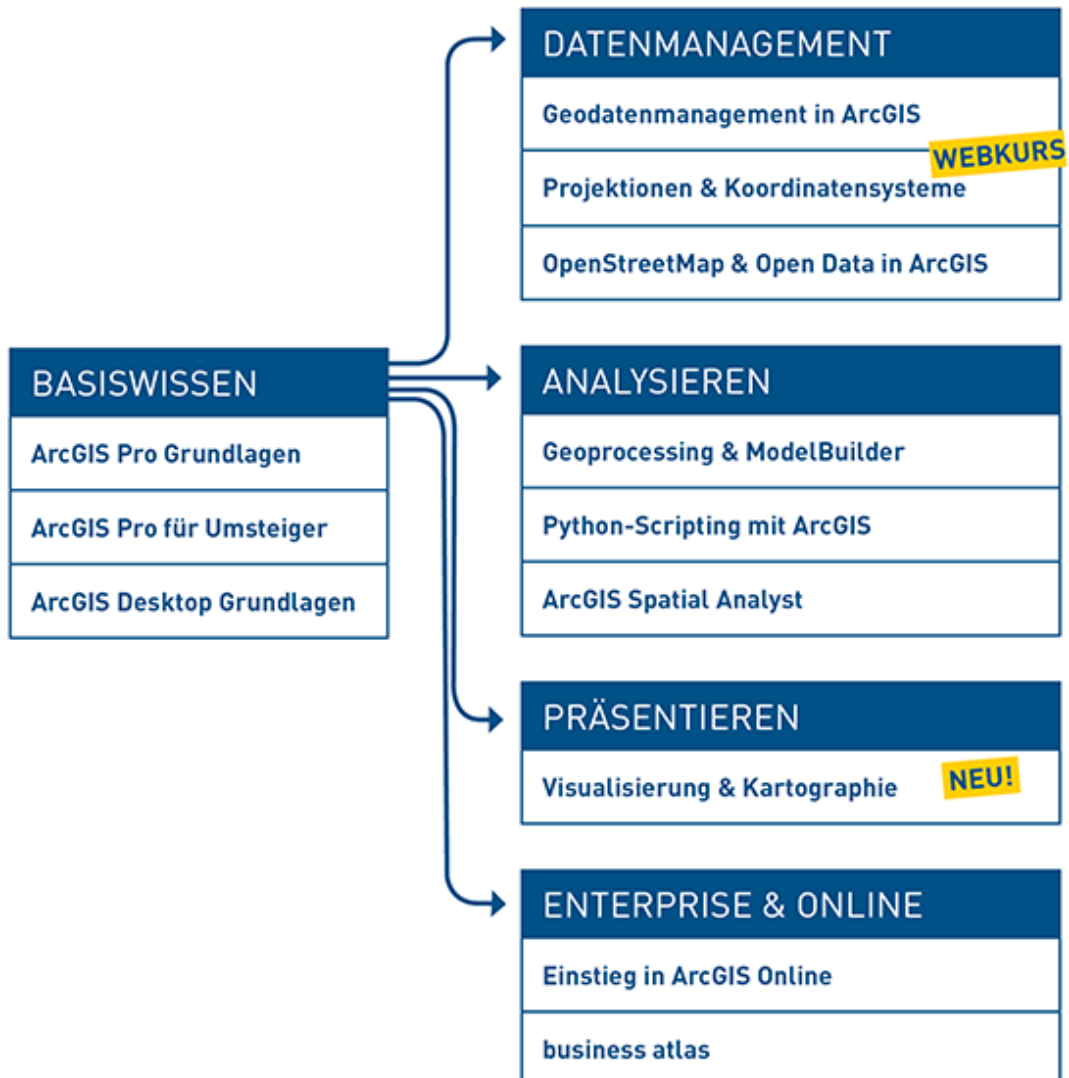 BASISWISSEN
ArcGIS Pro Grundlagen
ArcGIS Pro für Umsteiger
ArcGIS Desktop Grundlagen
DATENMANAGEMENT
Geodatenmanagement in ArcGIS
WEBKURS
Projektionen & Koordinatensysteme
OpenStreetMap & Open Data in ArcGIS
ANALYSIEREN
Geoprocessing & ModelBuilder
Python-Scripting mit ArcGIS
ArcGIS Spatial Analyst
PRÄSENTIEREN
Visualisierung & Kartographie
NEU!
ENTERPRISE & ONLINE
Einstieg in ArcGIS Online
business atlas